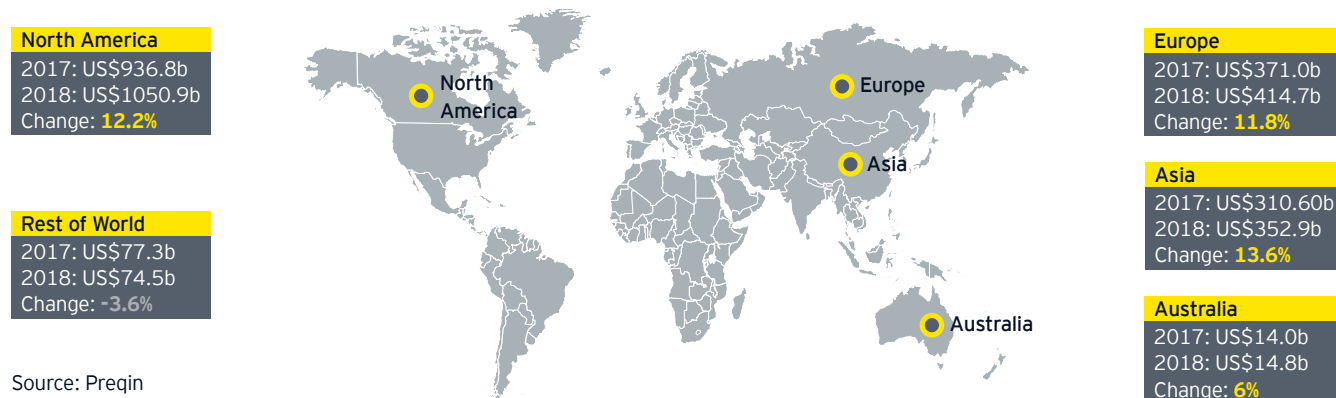 North America
2017: US$936.8b
2018: US$1050.9b
Change: 12.2%
Rest of World
2017: US$77.3b
2018: US$74.5b
Change: -3.6%
Source: Preqin
North
America
Europe
Asia
Australia
Europe
2017: US$371.0b
2018: US$414.7b
Change: 11.8%
Asia
2017: US$310.60b
2018: US$352.9b
Change: 13.6%
Australia
2017: US$14.0b
2018: US$14.8b
Change: 6%